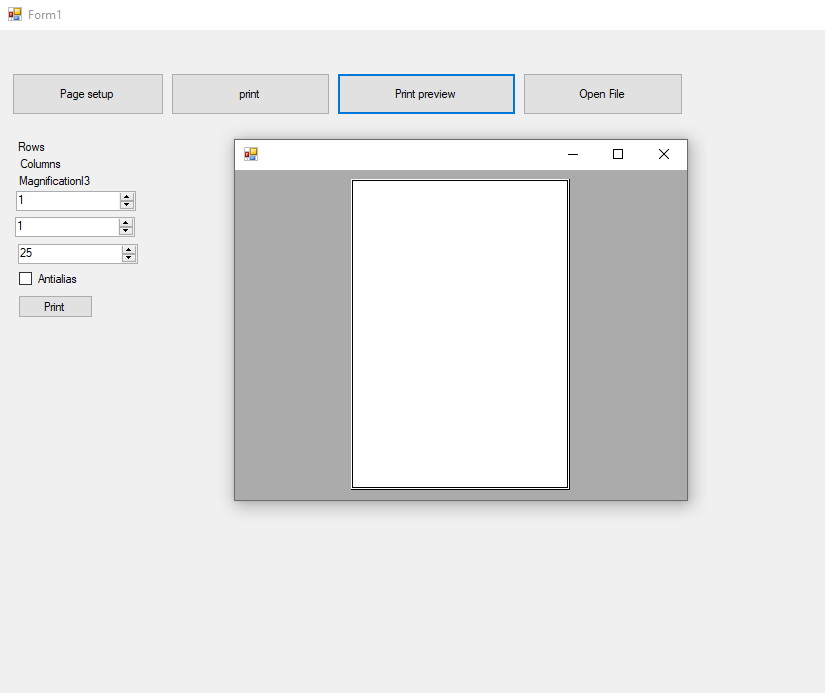 Form1
Page setup
print
Print preview
Open File
Rows
Columns
Magnificationl3
1
1
25
Antialias
Print